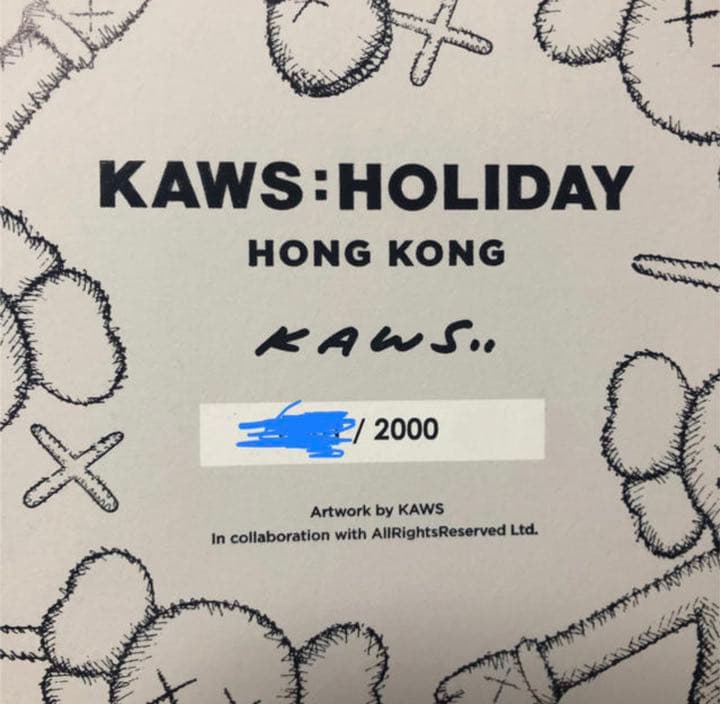 KAWS:HOLIDAY
HONG KONG
KAWS..
/ 2000
Artwork by KAWS
In collaboration with AllRightsReserved Ltd.